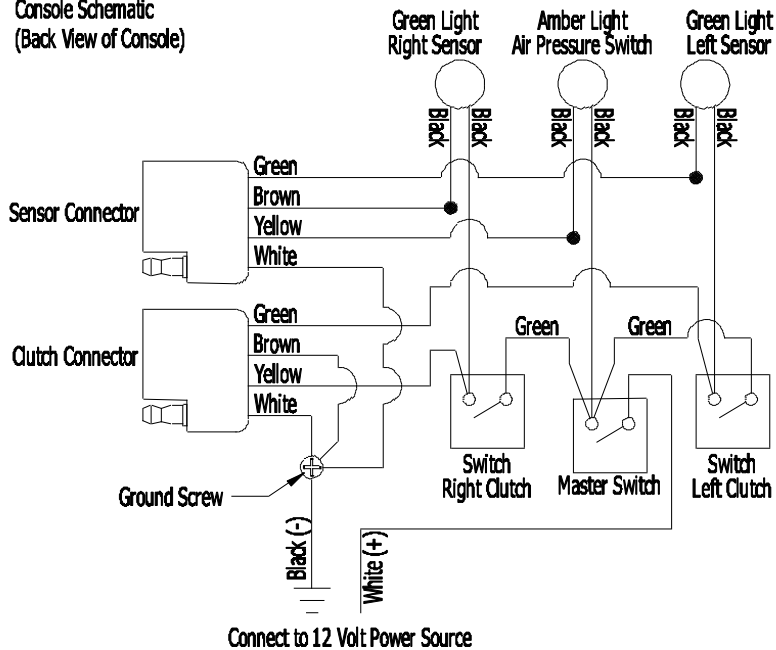 Console Schematic
(Back View of Console)
Green Light
Right Sensor
Amber Light
Air Pressure Switch
Green Light
Left Sensor
Black
Black
Black
Black
Black
Black
Sensor Connector
Green
Brown
Yellow
White
Clutch Connector
Green
Brown
Yellow
White
Green
Green
Switch
Right Clutch
Master Switch
Switch
Left Clutch
Ground Screw
Black (-)
White (+)
Connect to 12 Volt Power Source